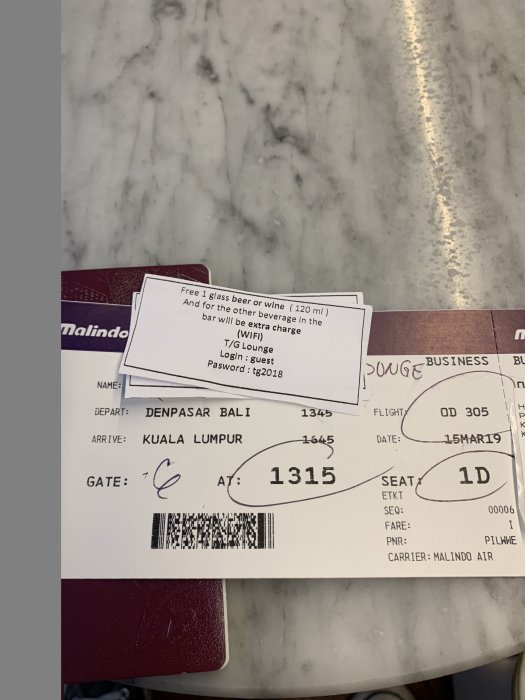 Free 1 glass beer or wine ( 120 ml )
And for the other beverage in the
bar will be extra charge
(WIFI)
T/G Lounge
Login : guest
Pasword : tg2018
malindo
BUSINESS
NAME:
DEPART: DENPASAR BALI 1345 FLIGHT: OD 305
ARRIVE: KUALA LUMPUR 1645 DATE: 15MAR19
GATE: 6 AT: 1315 SEAT: 1D
ETKT
SEQ: 00006
FARE: I
PNR:
CARRIER: MALINDO AIR